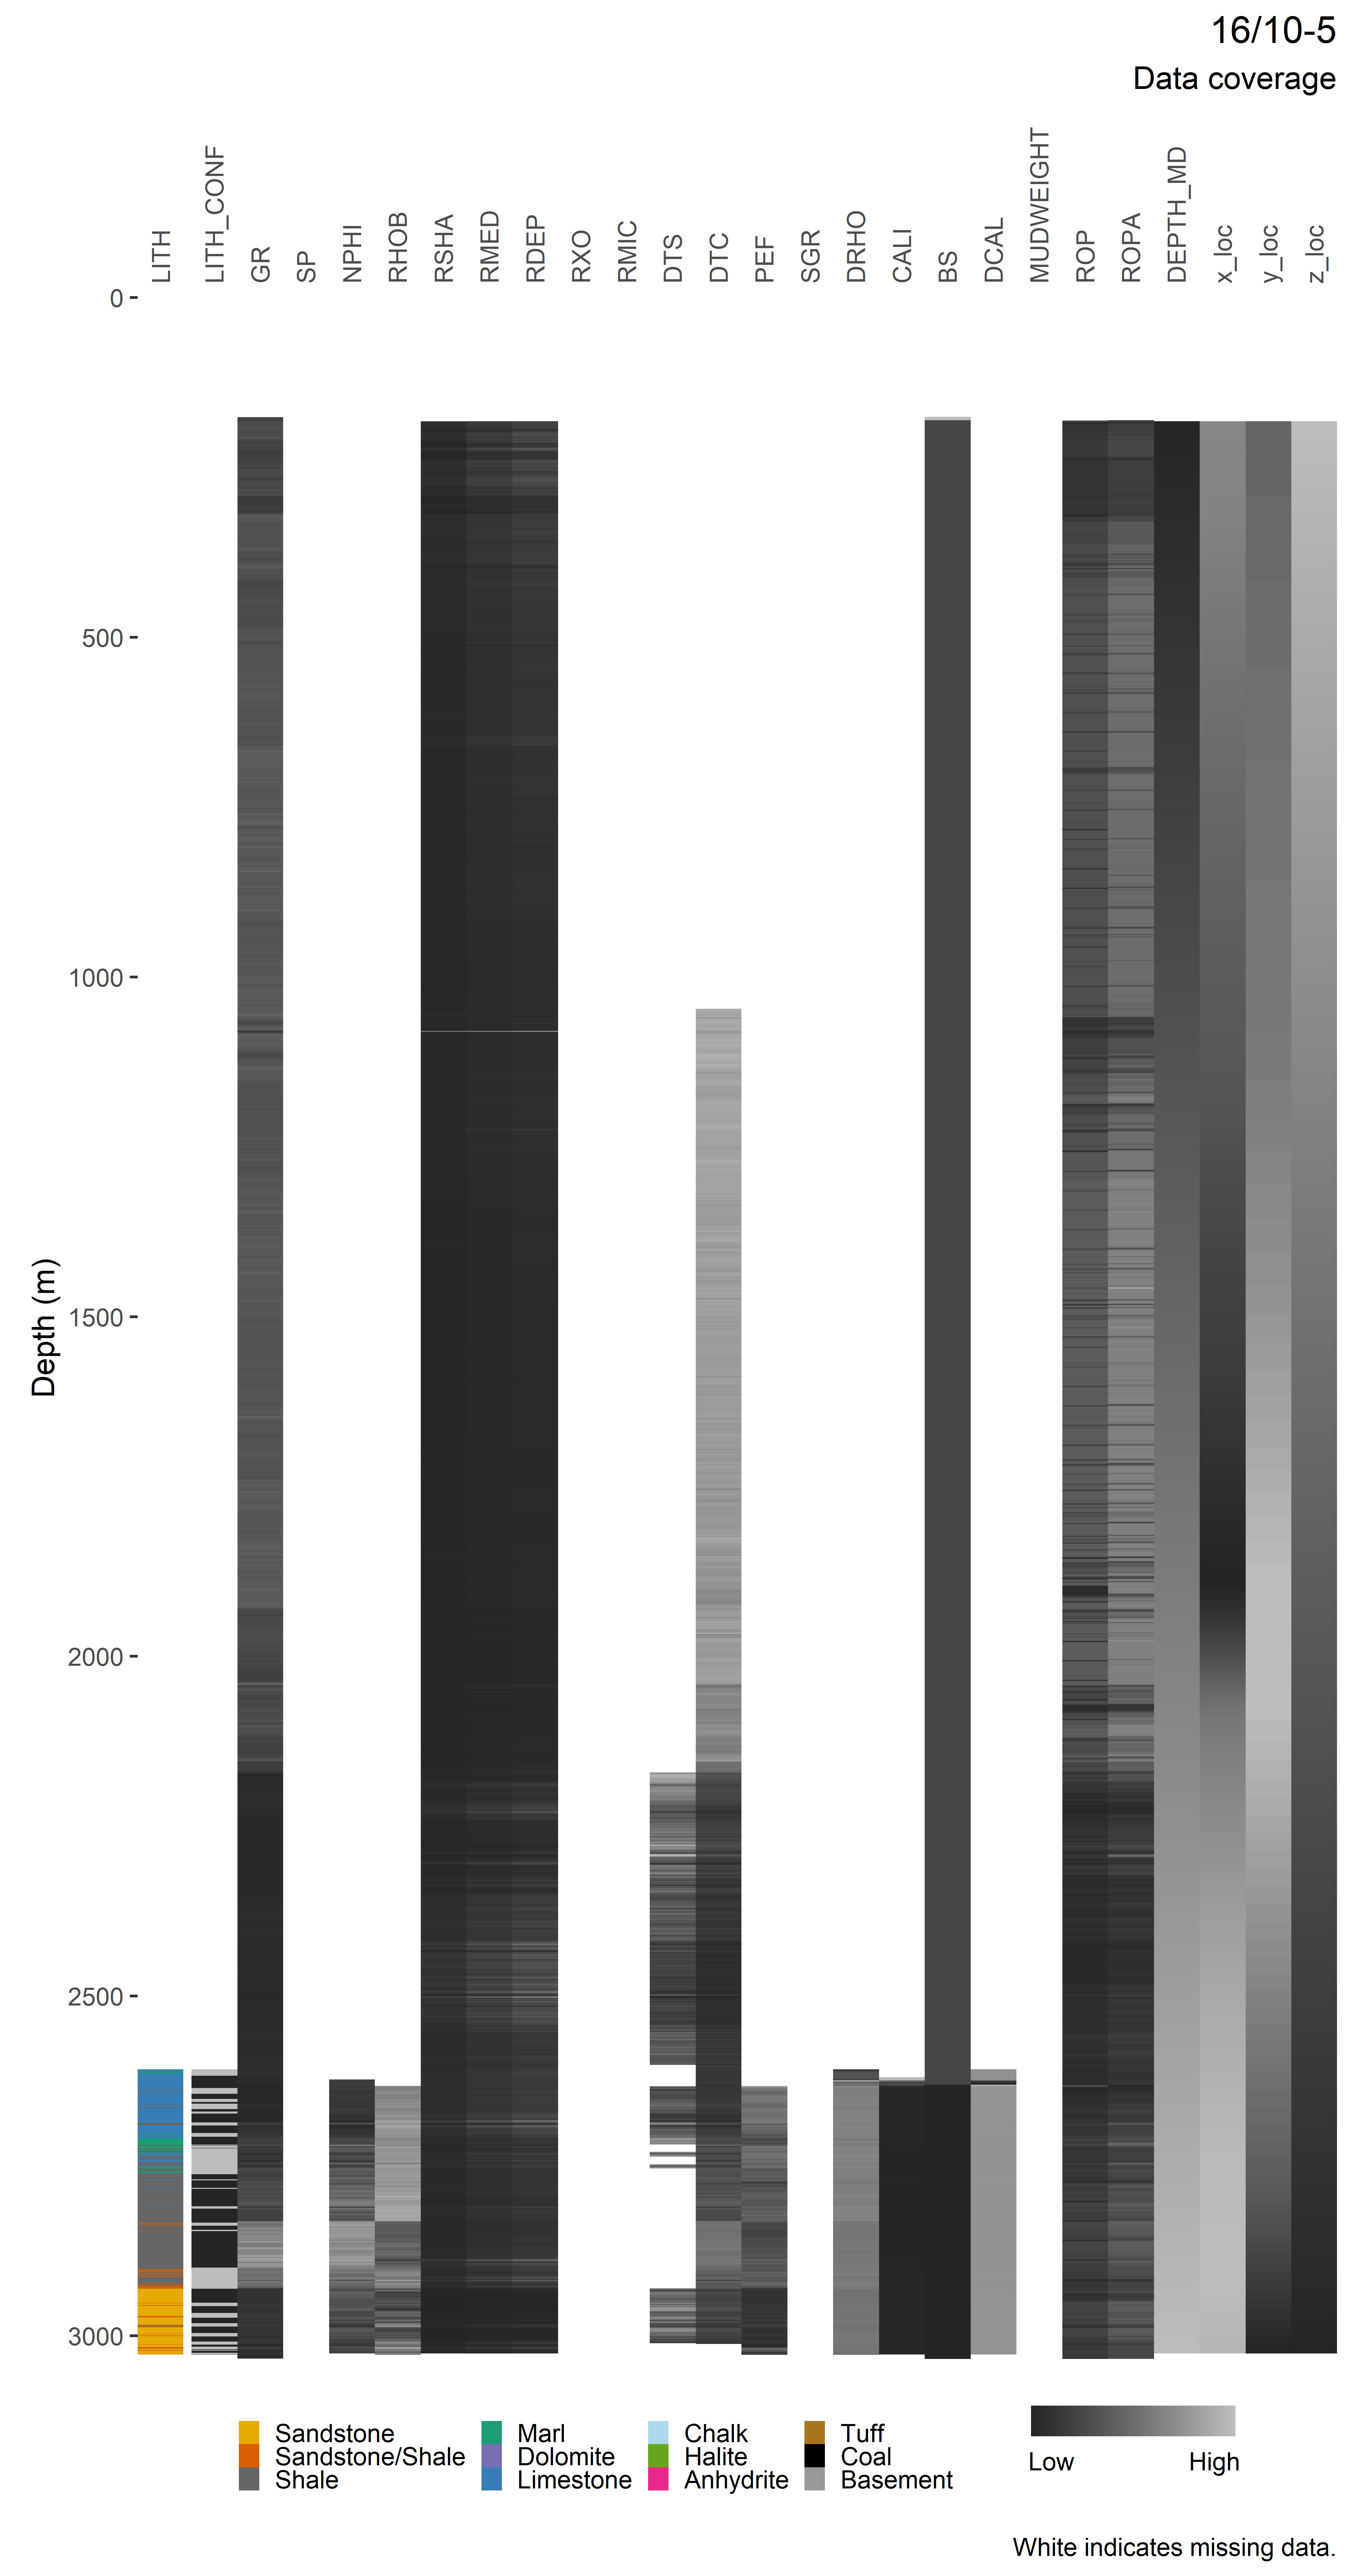 16/10-5
Data coverage
LITH
LITH_CONF
GR
SP
NPHI
RHOB
RSHA
RMED
RDEP
RXO
RMIC
DTS
DTC
PEF
SGR
DRHO
CALI
BS
DCAL
MUDWEIGHT
ROP
ROPA
DEPTH_MD
x_loc
y_loc
z_loc
0
500
1000
1500
2000
2500
3000
Depth (m)
Sandstone
Sandstone/Shale
Shale
Marl
Dolomite
Limestone
Chalk
Halite
Anhydrite
Tuff
Coal
Basement
Low High
White indicates missing data.